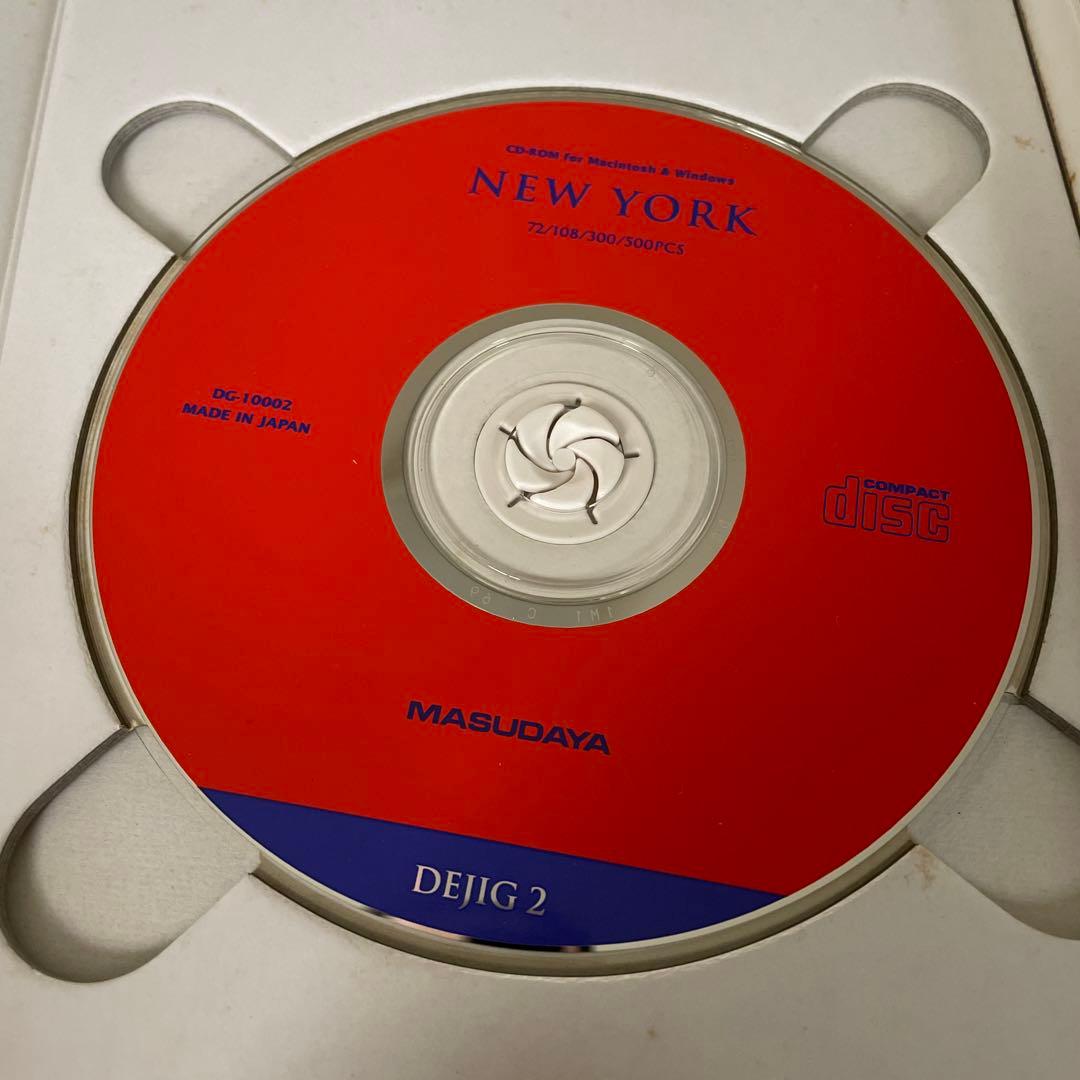 CD-ROM for Macintosh & Windows
NEW YORK
72/108/300/500PCS
DG-10002
MADE IN JAPAN
COMPACT
disc
MASUDAYA
DEJIG 2